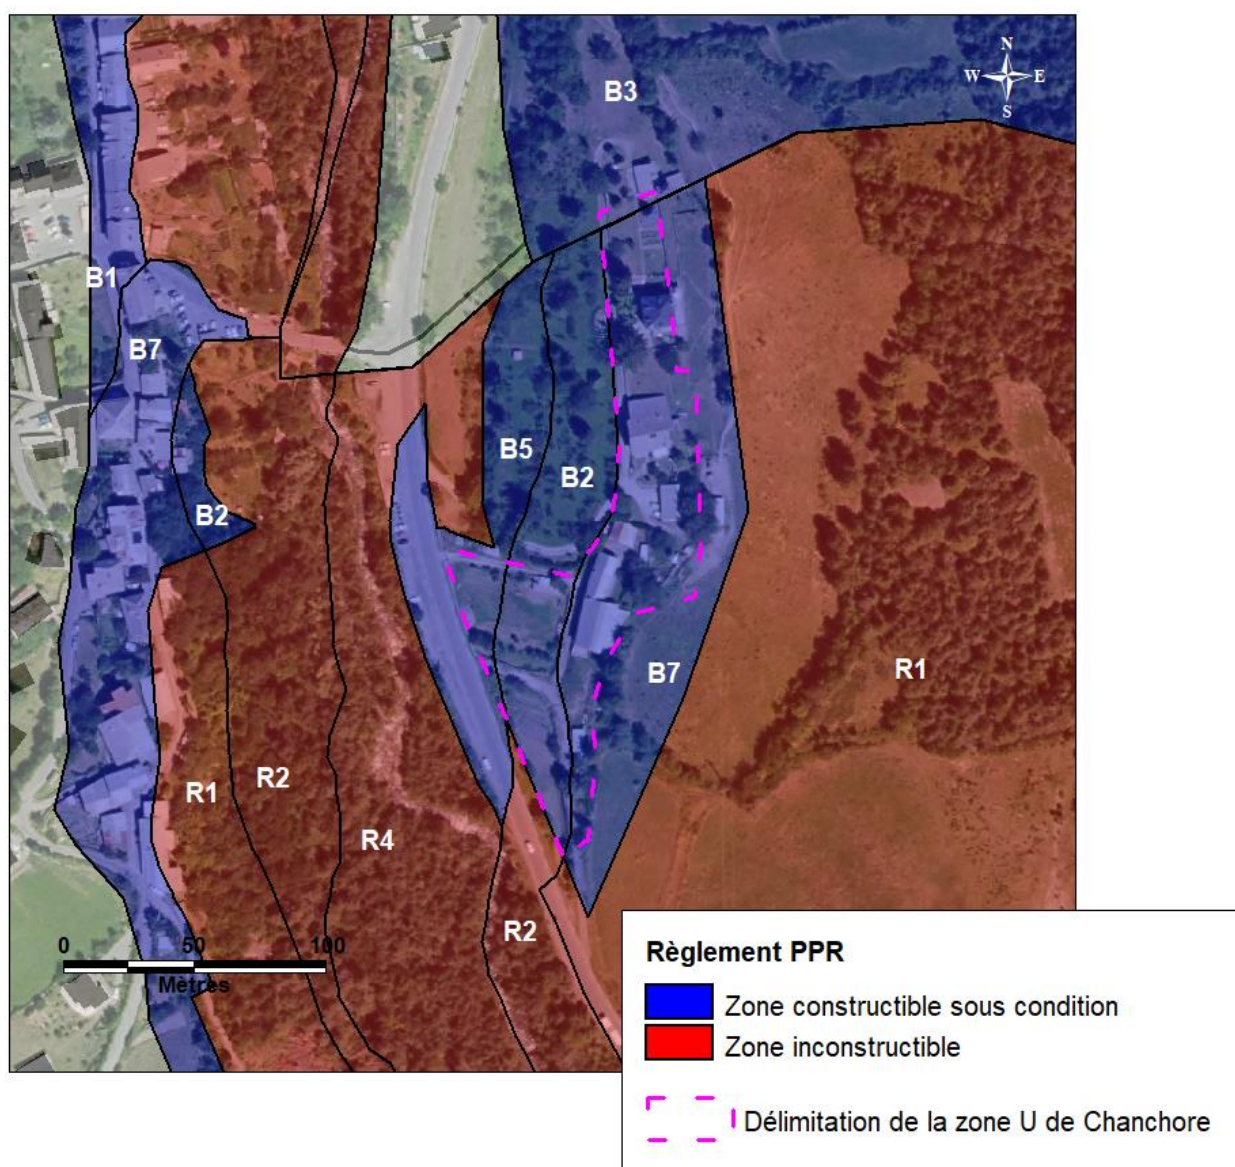 N
W E
S
B3
B1
B7
B5
B2
B2
B7
R1
R1
R2
R4
R2
0 50 100
Mètres
Règlement PPR
Zone constructible sous condition
Zone inconstructible
Délimitation de la zone U de Chanchore